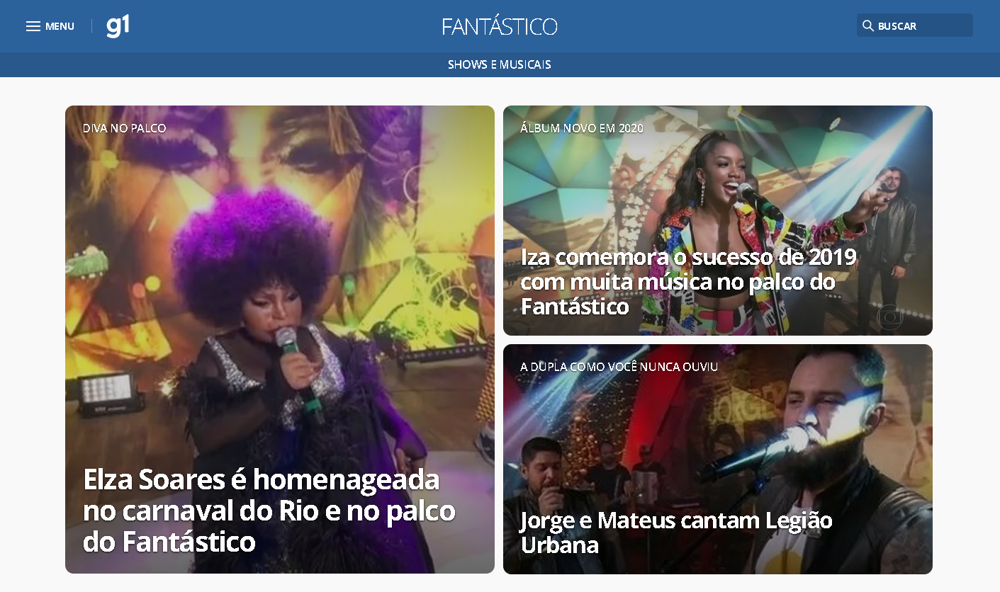 MENU
g1
FANTÁSTICO
BUSCAR
SHOWS E MUSICAIS
DIVA NO PALCO
Elza Soares é homenageada
no carnaval do Rio e no palco
do Fantástico
ÁLBUM NOVO EM 2020
Iza comemora o sucesso de 2019
com muita música no palco do
Fantástico
A DUPLA COMO VOCÊ NUNCA OUVIU
Jorge e Mateus cantam Legião
Urbana